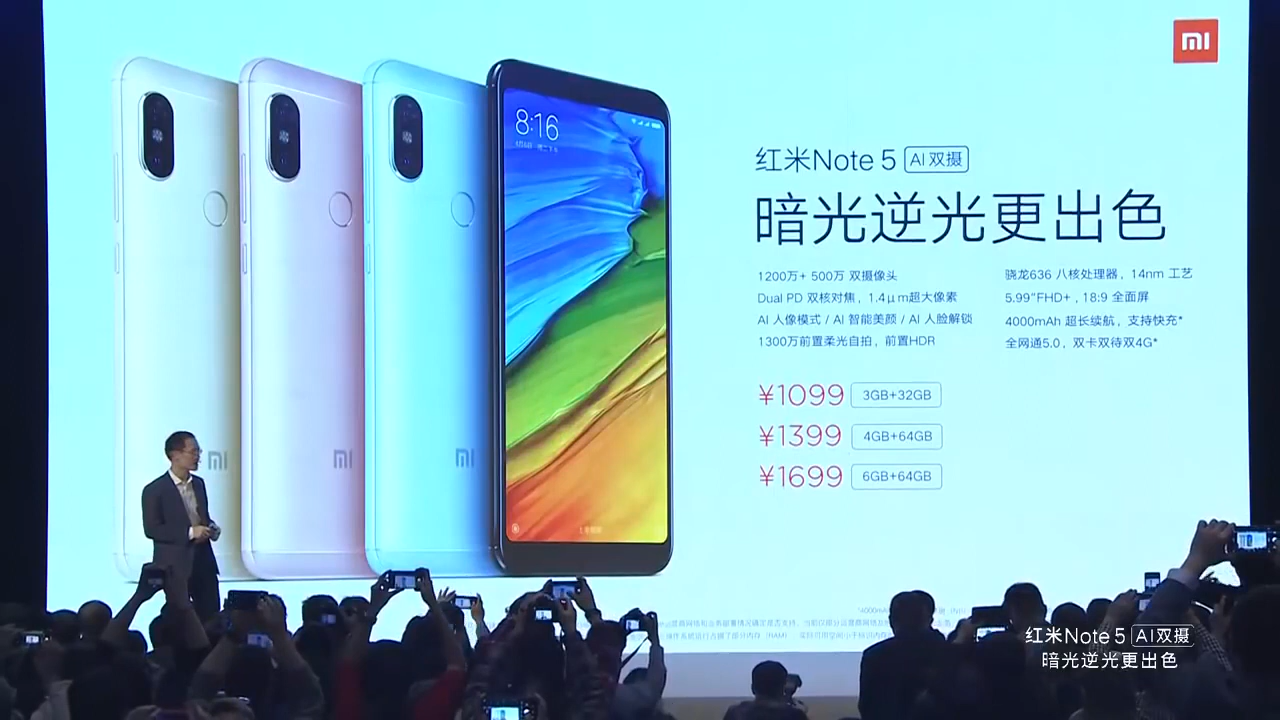 mi
8:16
红米Note 5 AI 双摄
暗光逆光更出色
1200万+ 500万 双摄像头
Dual PD 双核对焦，1.4μm超大像素
AI 人像模式 / AI 智能美颜 / AI 人脸解锁
1300万前置柔光自拍，前置HDR
骁龙636 八核处理器，14nm 工艺
5.99"FHD+，18:9 全面屏
4000mAh 超长续航，支持快充*
全网通5.0，双卡双待双4G*
¥1099 3GB+32GB
¥1399 4GB+64GB
¥1699 6GB+64GB
mi
mi
mi
红米Note 5 AI双摄
暗光逆光更出色